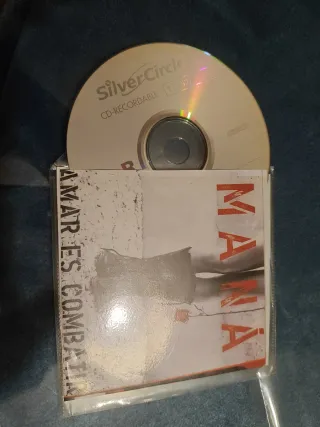 SilverCircle
CD-RECORDABLE
MANÁ
AMAR ES COMBATIR